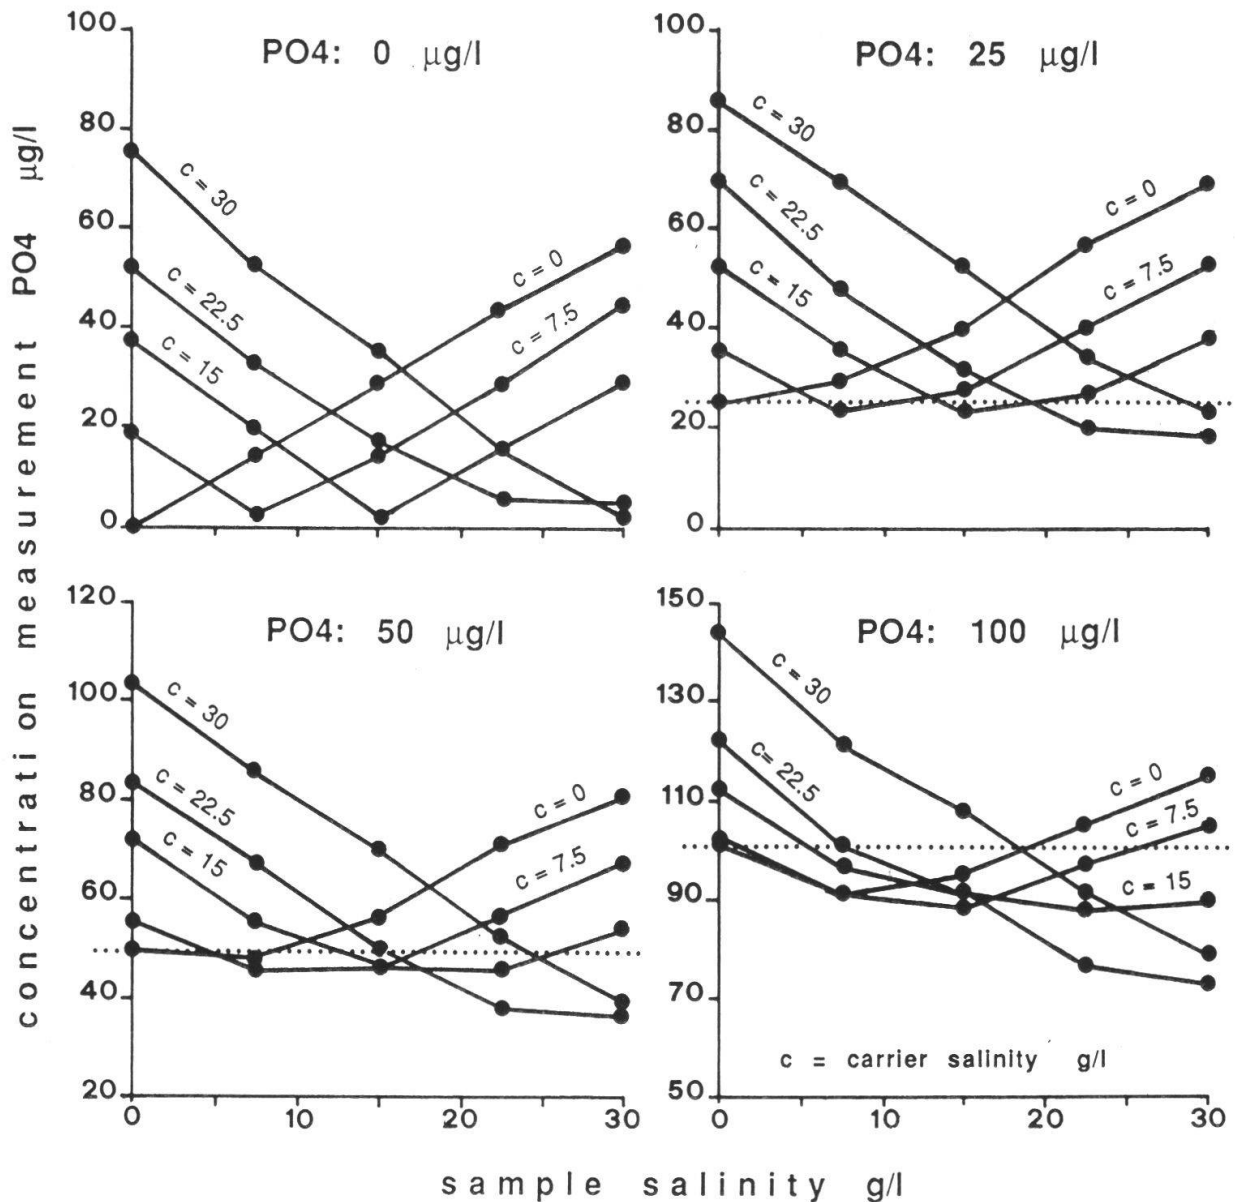 concentration measurement PO4 µg/l
PO4: 0 µg/l
100
80
60
40
20
0
c = 30
c = 22.5
c = 15
c = 0
c = 7.5
PO4: 25 µg/l
100
80
60
40
20
0
c = 30
c = 22.5
c = 15
c = 0
c = 7.5
PO4: 50 µg/l
120
100
80
60
40
20
c = 30
c = 22.5
c = 15
c = 0
c = 7.5
0 10 20 30
PO4: 100 µg/l
150
130
110
90
70
50
c = 30
c= 22.5
c = 0
c = 7.5
c = 15
c = carrier salinity g/l
0 10 20 30
sample salinity g/l